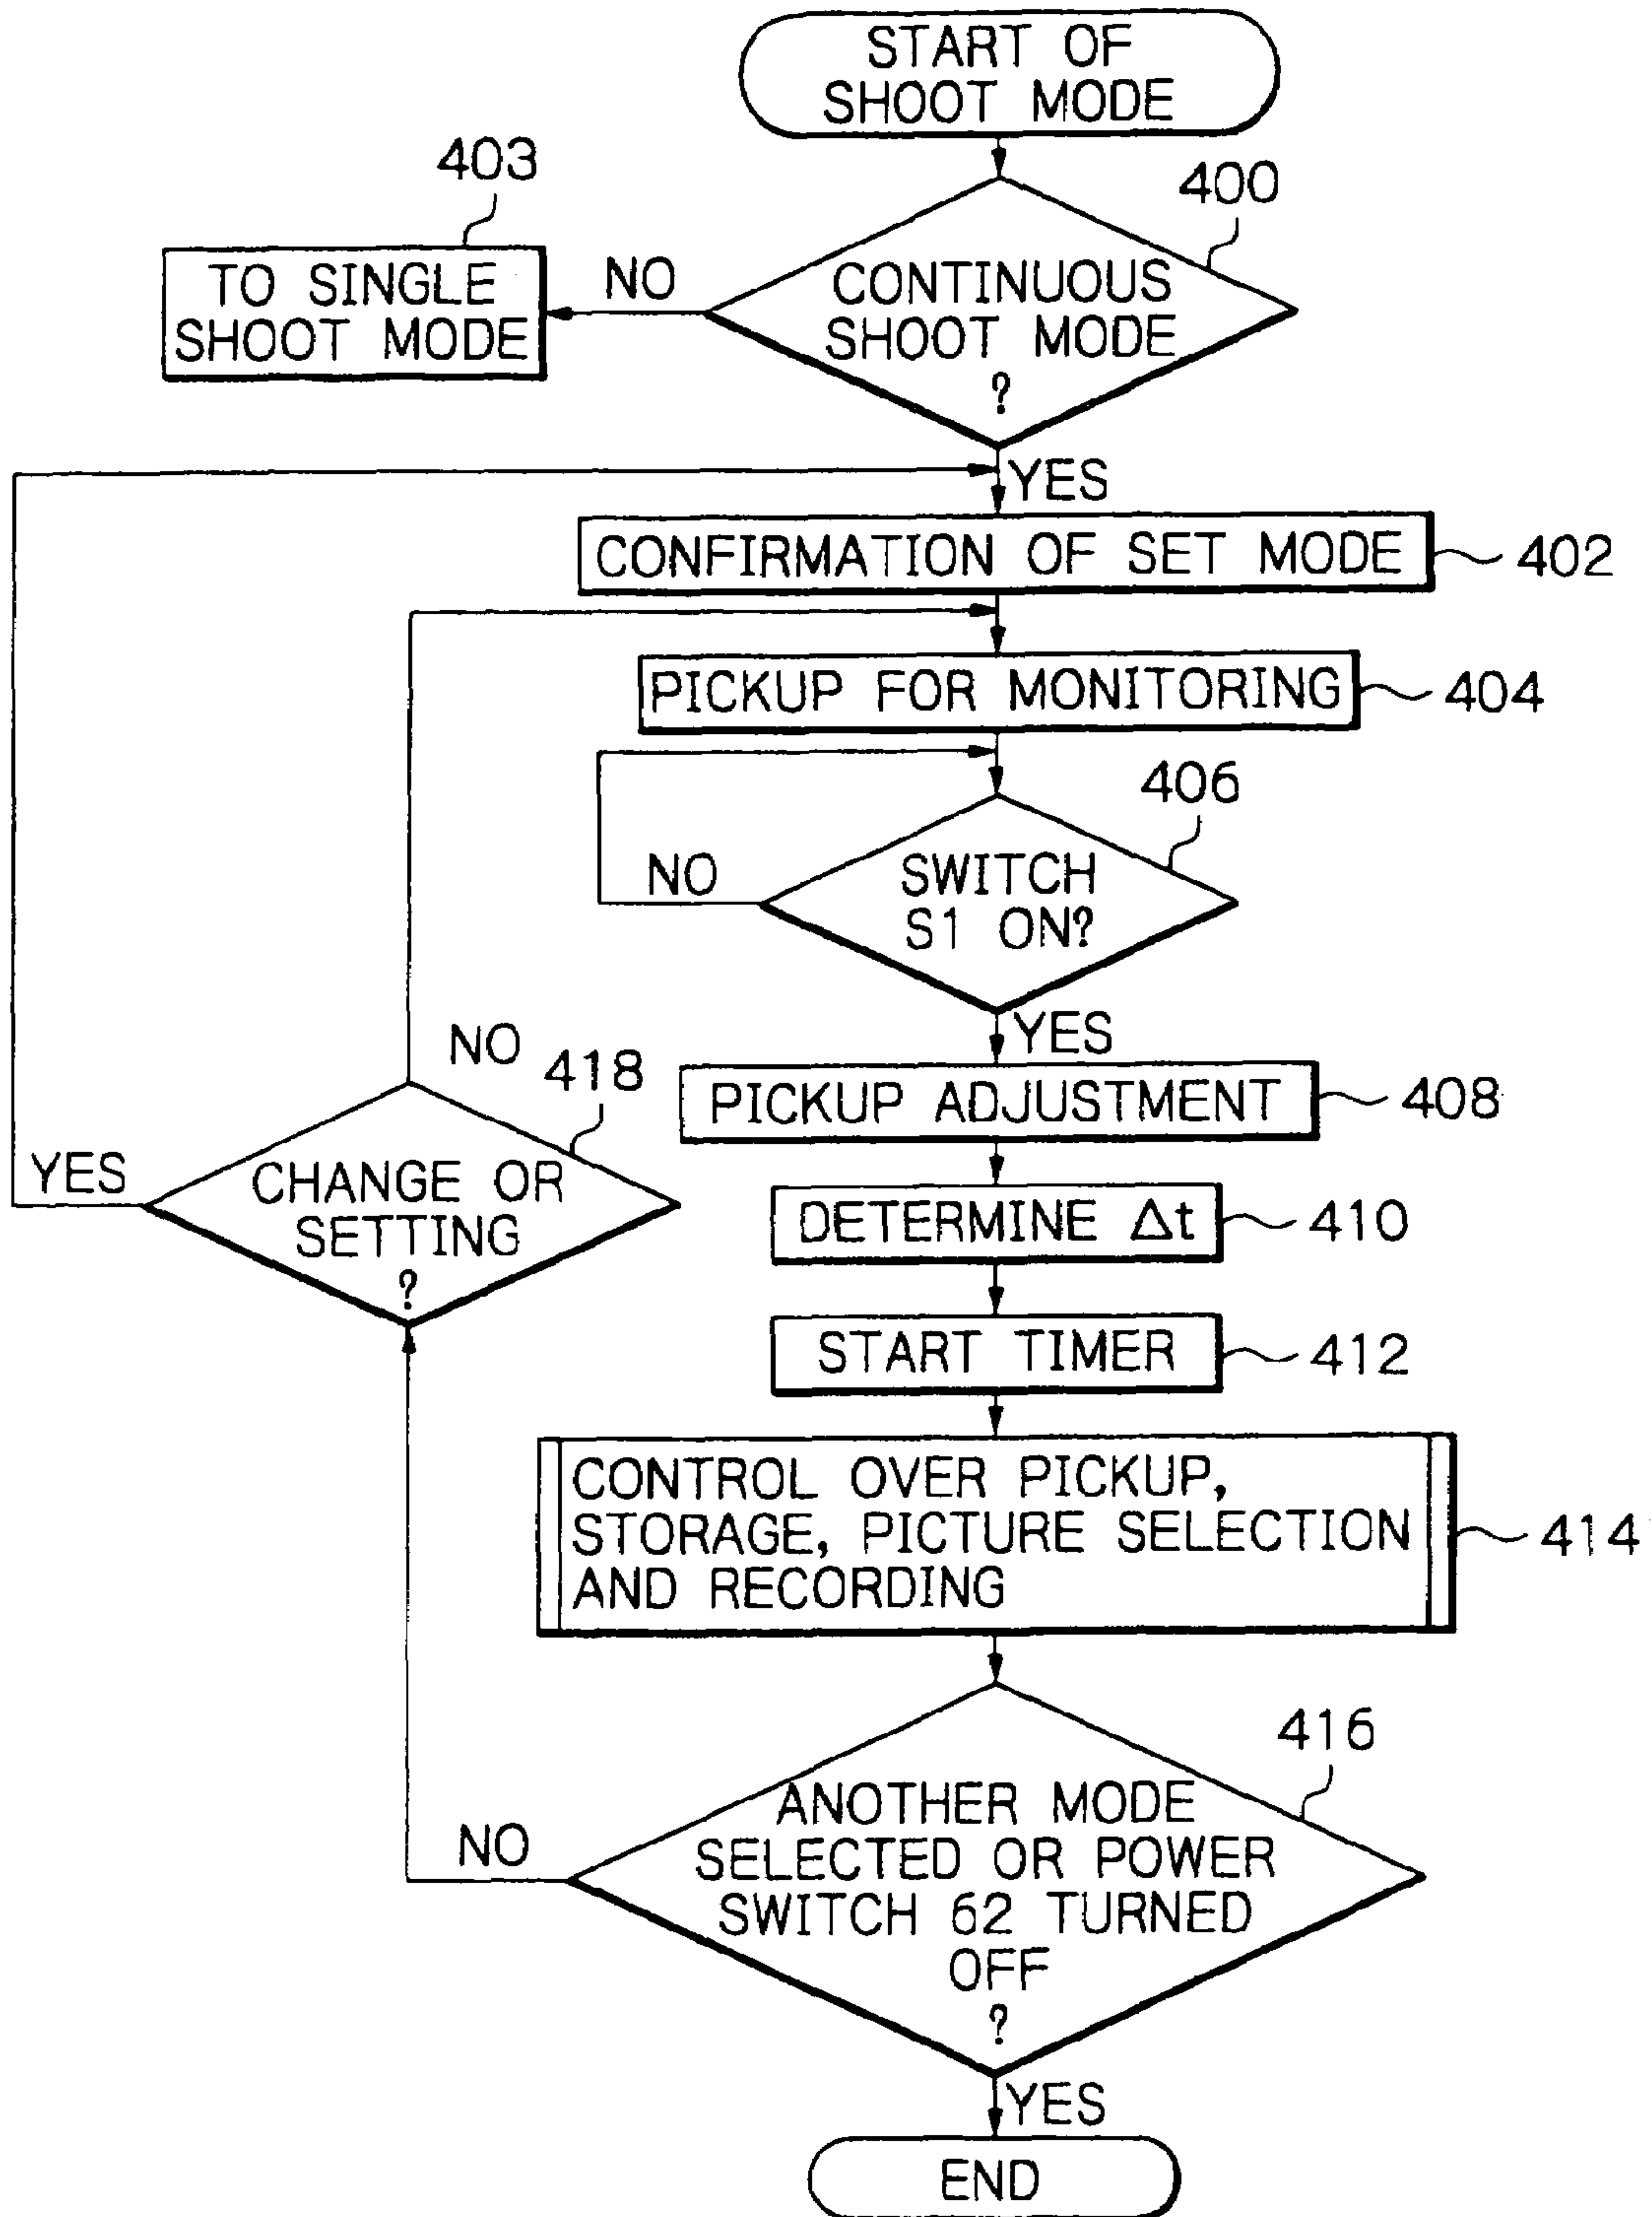 START OF
SHOOT MODE
403
400
TO SINGLE
SHOOT MODE
NO
CONTINUOUS
SHOOT MODE
?
YES
CONFIRMATION OF SET MODE
402
PICKUP FOR MONITORING
404
406
NO
SWITCH
S1 ON?
YES
NO
418
PICKUP ADJUSTMENT
408
YES
CHANGE OR
SETTING
?
DETERMINE Δt
410
START TIMER
412
CONTROL OVER PICKUP,
STORAGE, PICTURE SELECTION
AND RECORDING
414
416
NO
ANOTHER MODE
SELECTED OR POWER
SWITCH 62 TURNED
OFF
?
YES
END